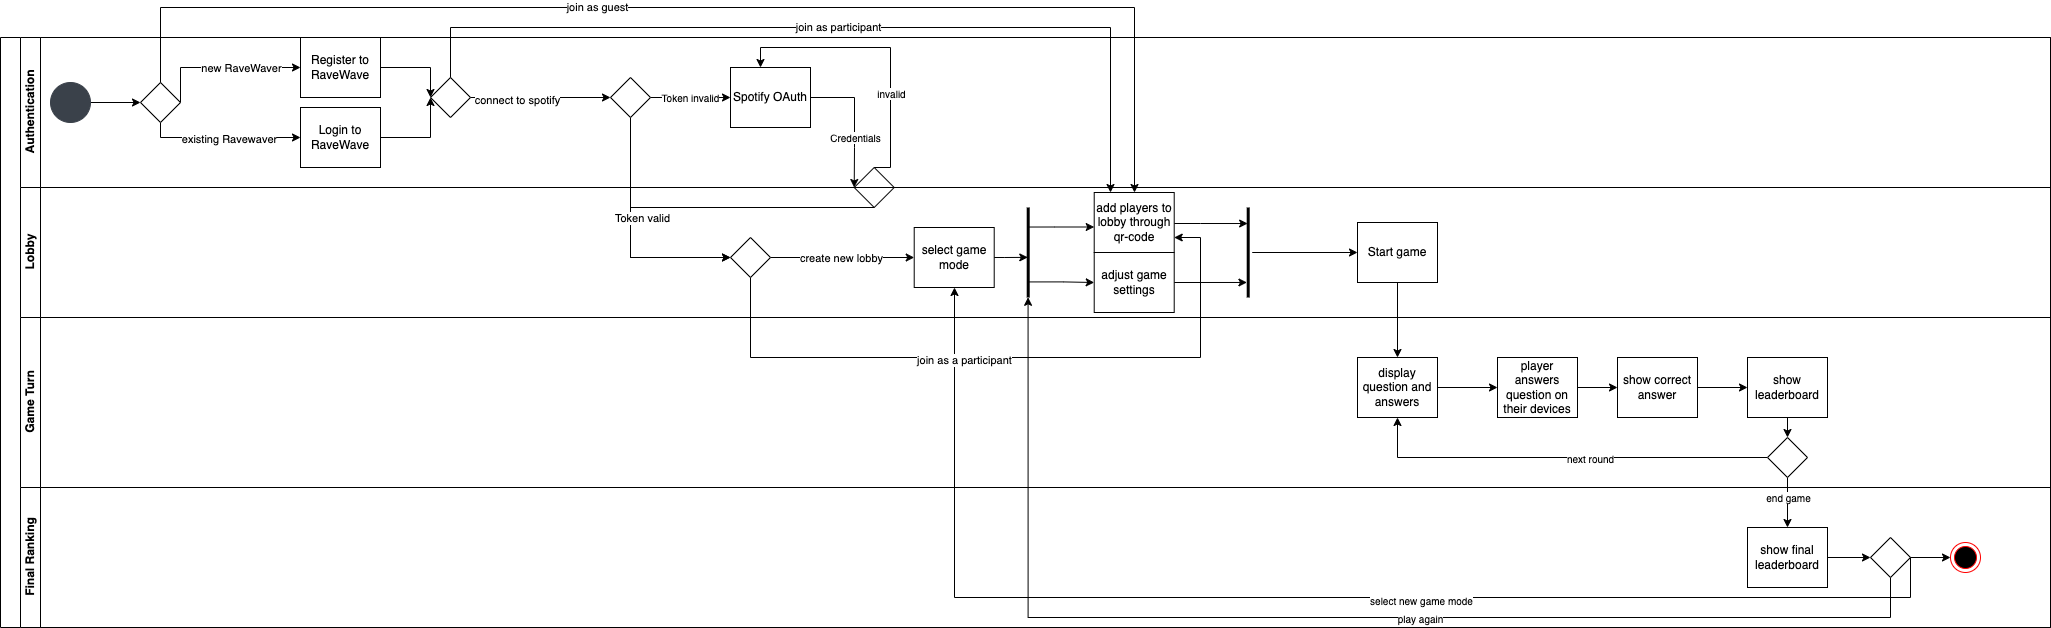 join as guest
join as participant
Authentication
new RaveWaver
Register to
RaveWave
existing Ravewaver
Login to
RaveWave
connect to spotify
Token invalid
Spotify OAuth
invalid
Credentials
Lobby
Token valid
create new lobby
select game
mode
add players to
lobby through
qr-code
adjust game
settings
Start game
Game Turn
join as a participant
display
question and
answers
player
answers
question on
their devices
show correct
answer
show
leaderboard
next round
Final Ranking
end game
show final
leaderboard
select new game mode
play again